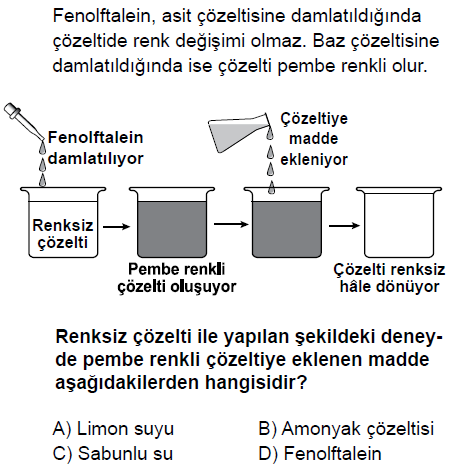 Fenolftalein, asit çözeltisine damlatıldığında
çözeltide renk değişimi olmaz. Baz çözeltisine
damlatıldığında ise çözelti pembe renkli olur.
Fenolftalein
damlatılıyor
Çözeltiye
madde
ekleniyor
Renksiz
çözelti
Pembe renkli
çözelti oluşuyor
Çözelti renksiz
hâle dönüyor
Renksiz çözelti ile yapılan şekildeki deney-
de pembe renkli çözeltiye eklenen madde
aşağıdakilerden hangisidir?
A) Limon suyu B) Amonyak çözeltisi
C) Sabunlu su D) Fenolftalein